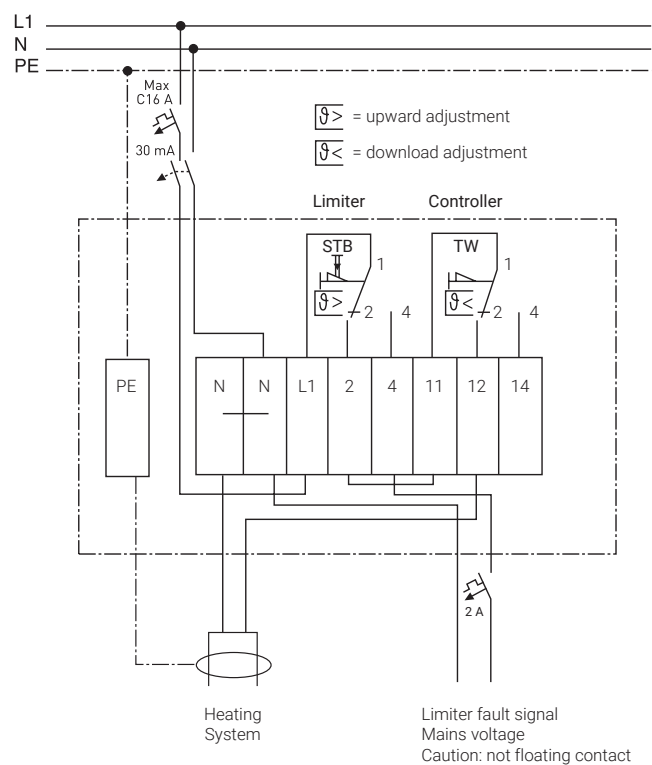 L1
N
PE
Max
C16 A
30 mA
ϑ> = upward adjustment
ϑ< = download adjustment
Limiter
Controller
STB
TW
1
1
ϑ>
2
4
ϑ<
2
4
PE
N
N
L1
2
4
11
12
14
2 A
Heating
System
Limiter fault signal
Mains voltage
Caution: not floating contact